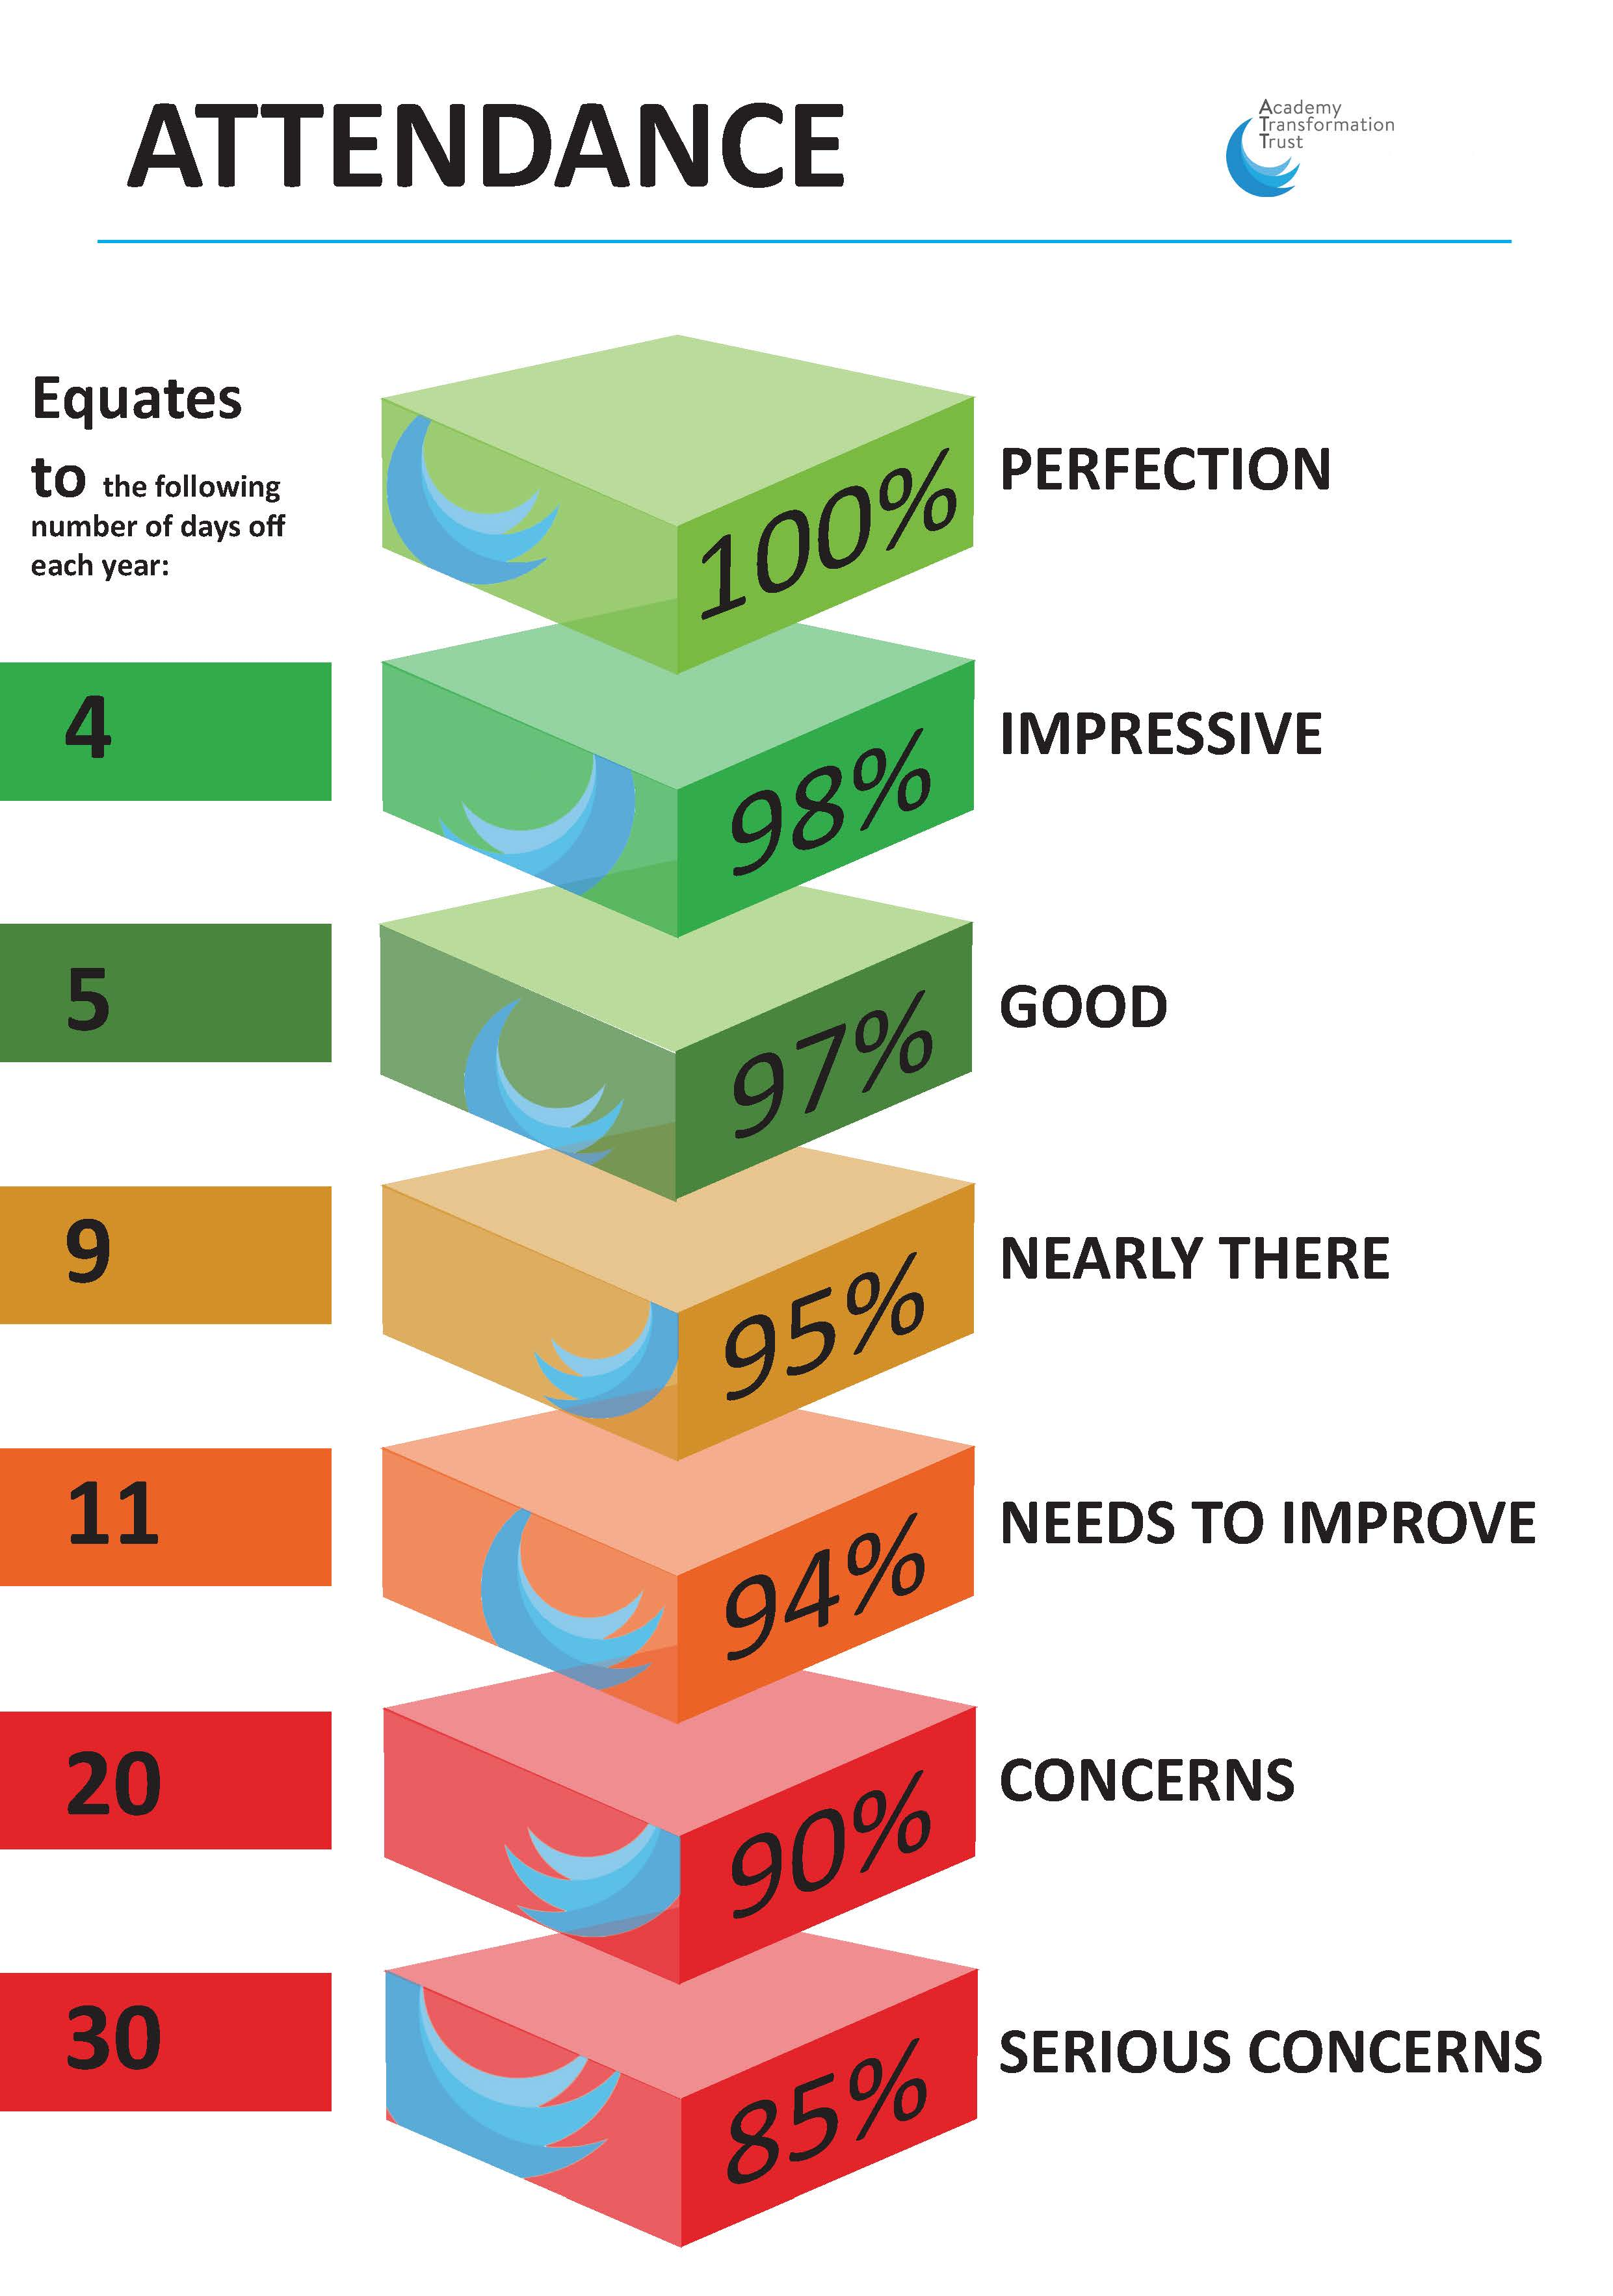 ATTENDANCE
Academy
Transformation
Trust
Equates
to the following
number of days off
each year:
100%
PERFECTION
4
98%
IMPRESSIVE
5
97%
GOOD
9
95%
NEARLY THERE
11
94%
NEEDS TO IMPROVE
20
90%
CONCERNS
30
85%
SERIOUS CONCERNS